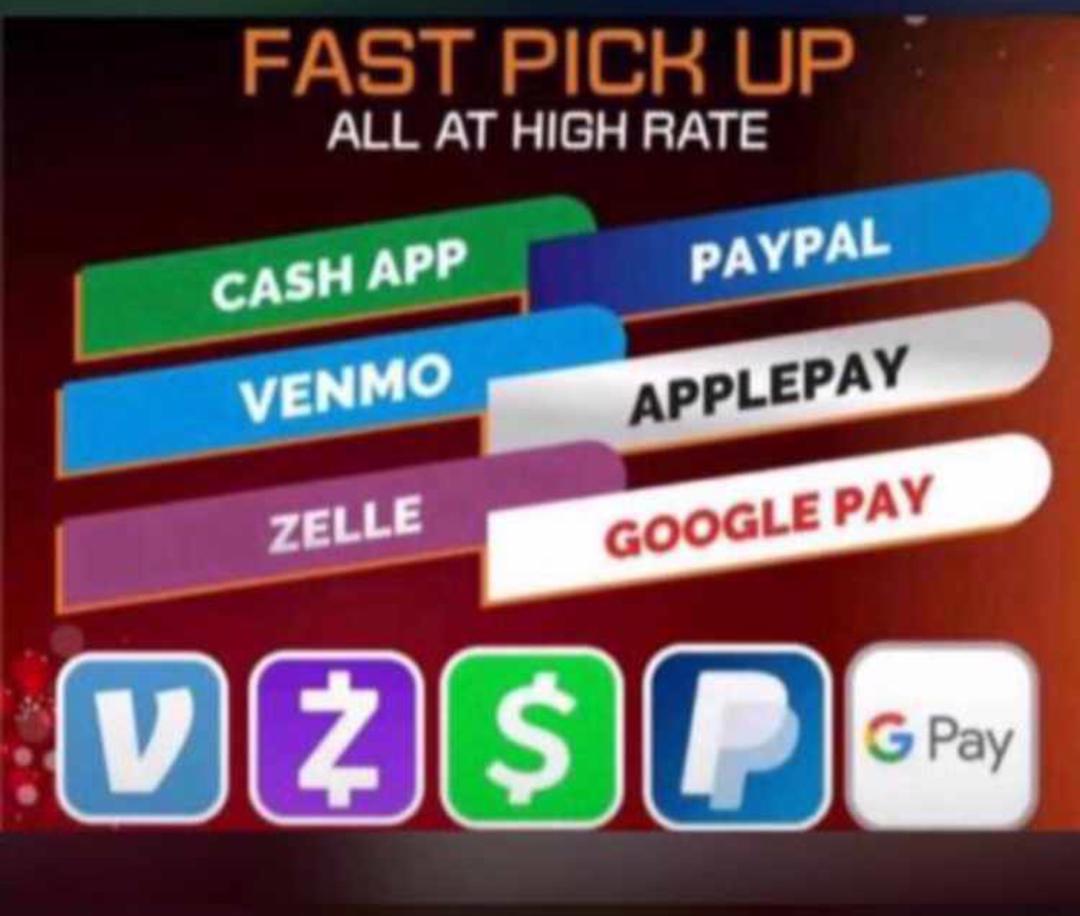 FAST PICK UP
ALL AT HIGH RATE
CASH APP
PAYPAL
VENMO
APPLEPAY
ZELLE
GOOGLE PAY
G Pay